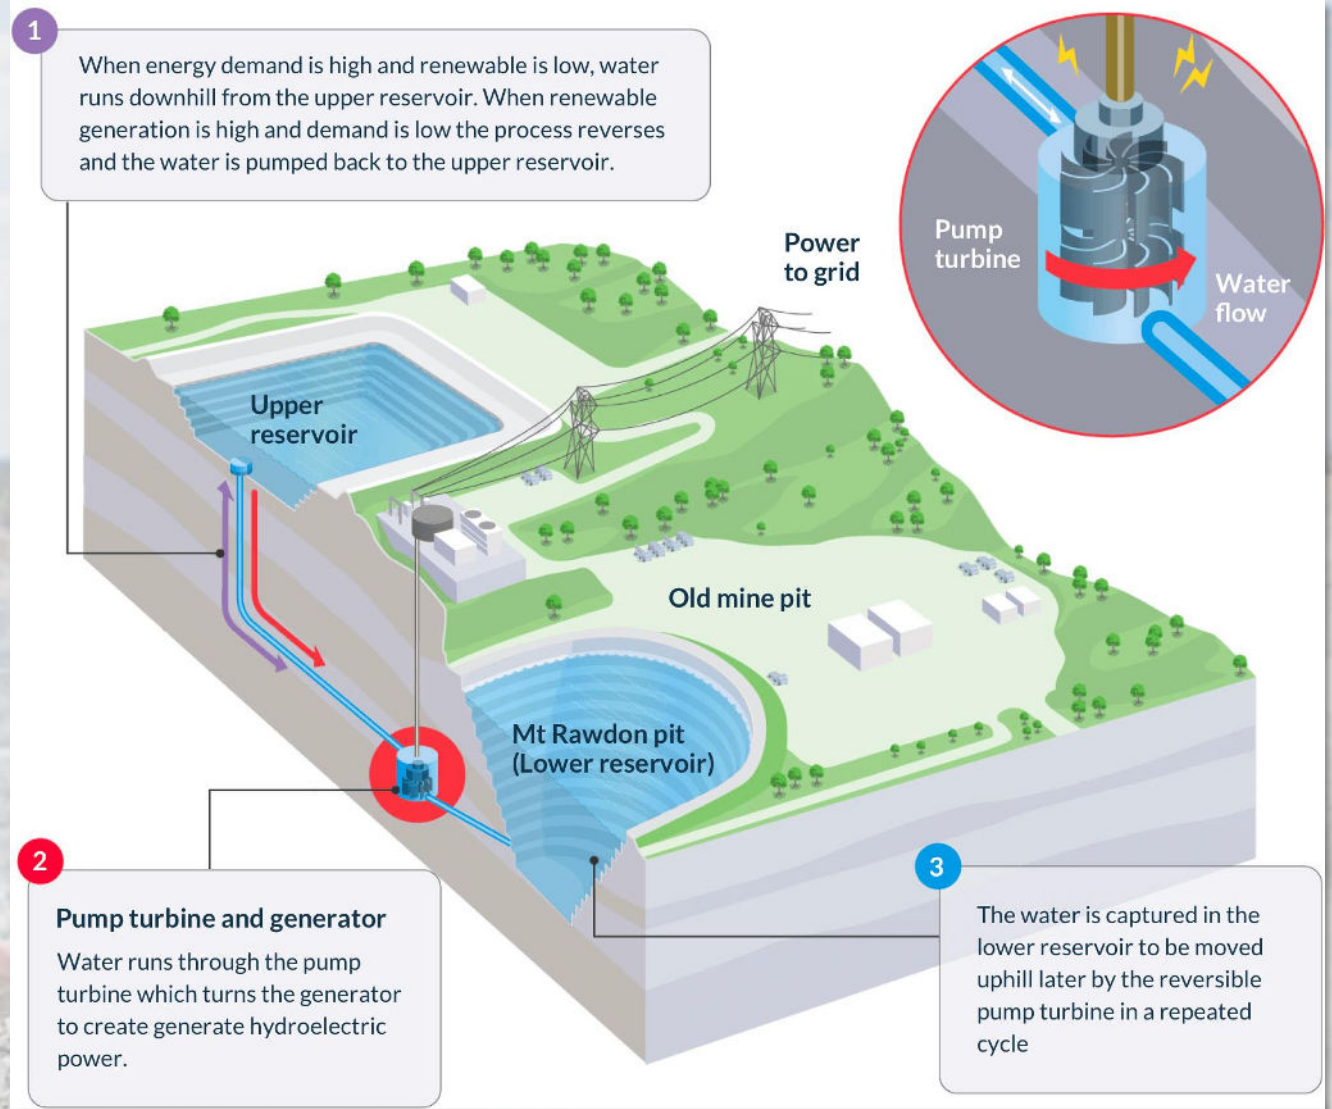 1
When energy demand is high and renewable is low, water
runs downhill from the upper reservoir. When renewable
generation is high and demand is low the process reverses
and the water is pumped back to the upper reservoir.
Power
to grid
Pump
turbine
Water
flow
Upper
reservoir
Old mine pit
Mt Rawdon pit
(Lower reservoir)
2
Pump turbine and generator
Water runs through the pump
turbine which turns the generator
to create generate hydroelectric
power.
3
The water is captured in the
lower reservoir to be moved
uphill later by the reversible
pump turbine in a repeated
cycle